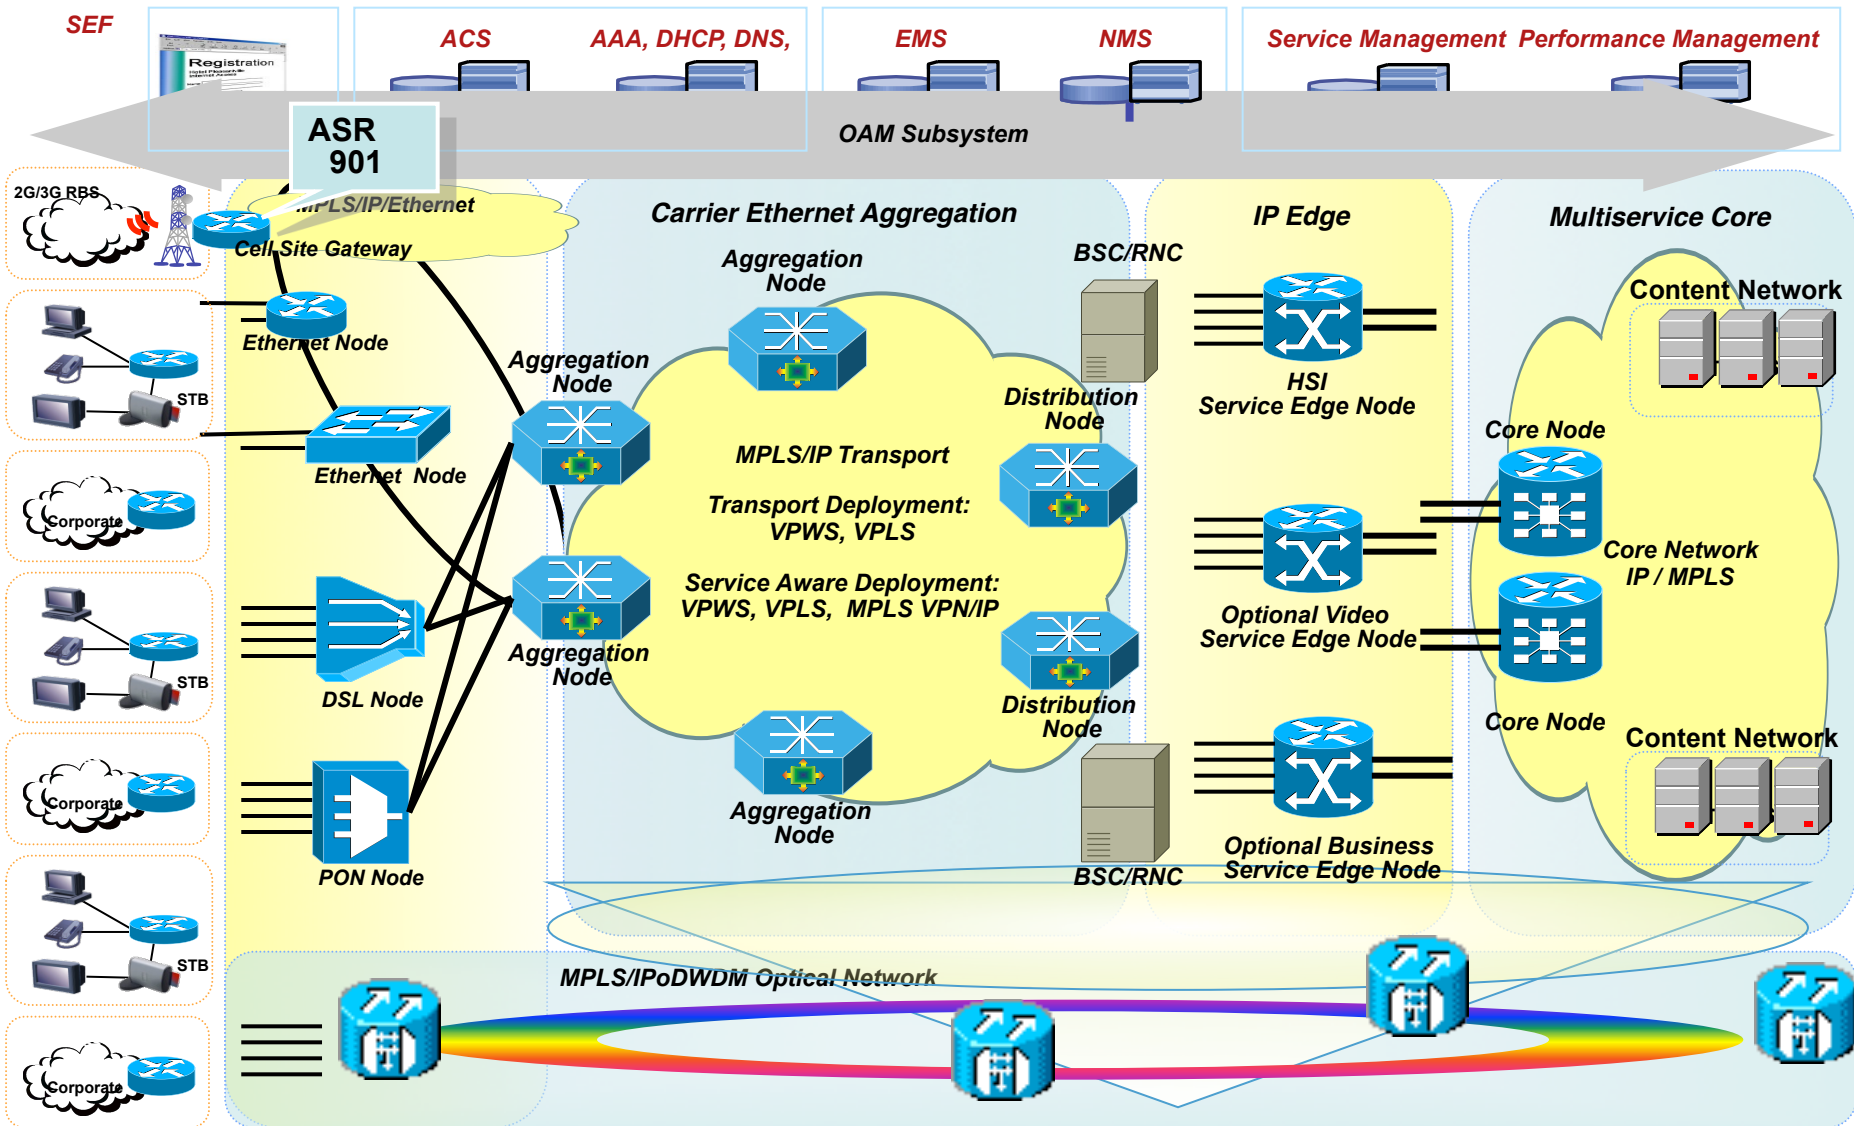 SEF
ACS
AAA, DHCP, DNS,
EMS
NMS
Service Management
Performance Management
Registration
Hotel Pleasantville
Internet Access
OAM Subsystem
ASR
901
2G/3G RBS
MPLS/IP/Ethernet
Cell Site Gateway
Carrier Ethernet Aggregation
IP Edge
Multiservice Core
Ethernet Node
STB
Ethernet Node
Corporate
STB
DSL Node
Corporate
PON Node
STB
Corporate
Aggregation
Node
Aggregation
Node
Aggregation
Node
Aggregation
Node
MPLS/IP Transport
Transport Deployment:
VPWS, VPLS
Service Aware Deployment:
VPWS, VPLS, MPLS VPN/IP
BSC/RNC
Distribution
Node
Distribution
Node
BSC/RNC
HSI
Service Edge Node
Optional Video
Service Edge Node
Optional Business
Service Edge Node
Content Network
Core Node
Core Network
IP / MPLS
Core Node
Content Network
MPLS/IPoDWDM Optical Network